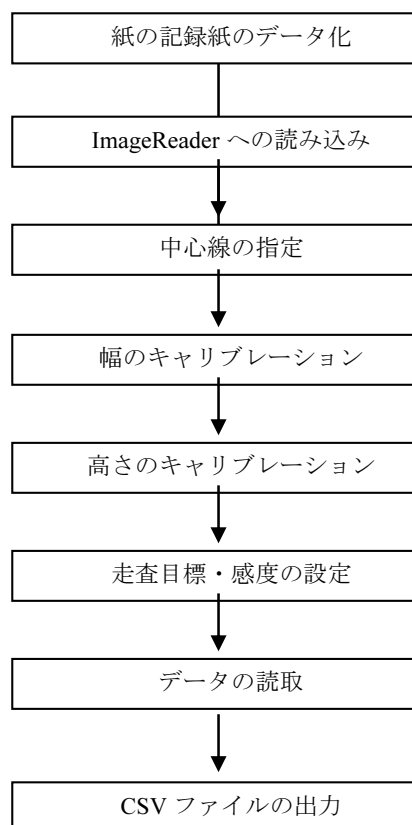 紙の記録紙のデータ化
ImageReader への読み込み
中心線の指定
幅のキャリブレーション
高さのキャリブレーション
走査目標・感度の設定
データの読取
CSV ファイルの出力